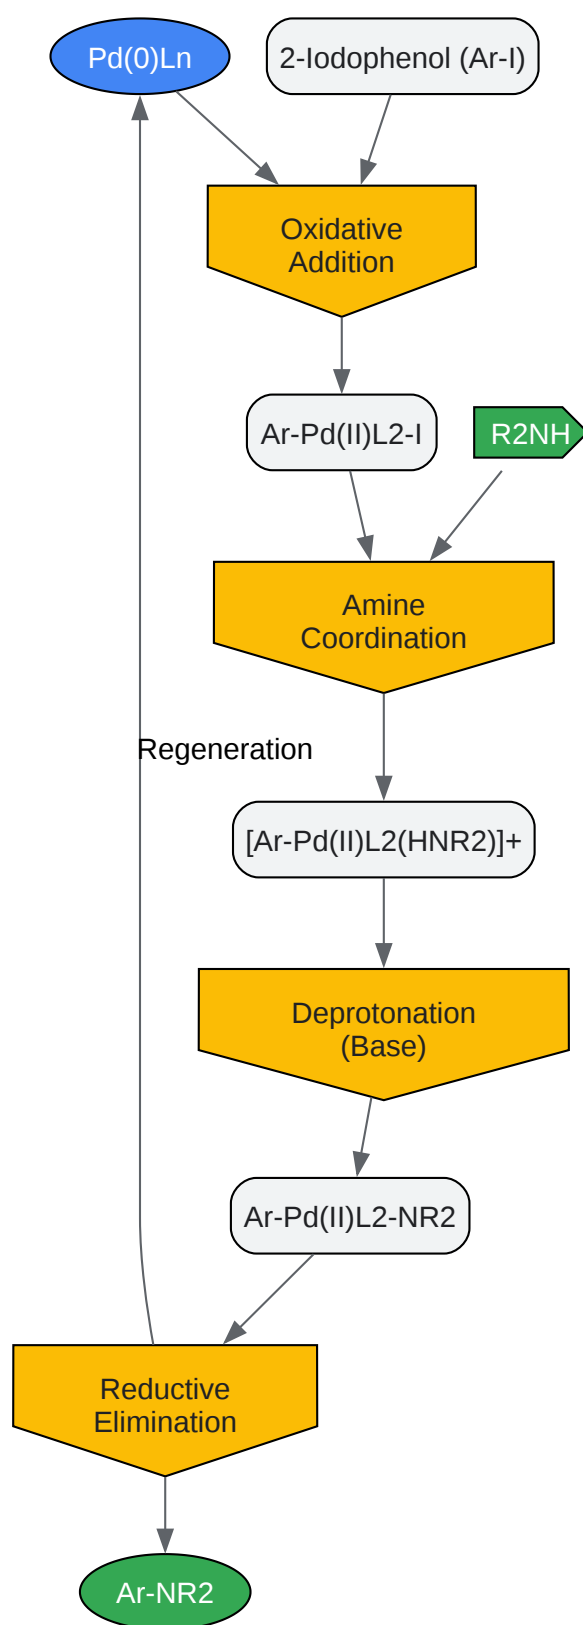 Pd(0)Ln
2-Iodophenol (Ar-I)
Oxidative
Addition
Ar-Pd(II)L2-I
R2NH
Amine
Coordination
Regeneration
[Ar-Pd(II)L2(HNR2)]+
Deprotonation
(Base)
Ar-Pd(II)L2-NR2
Reductive
Elimination
Ar-NR2